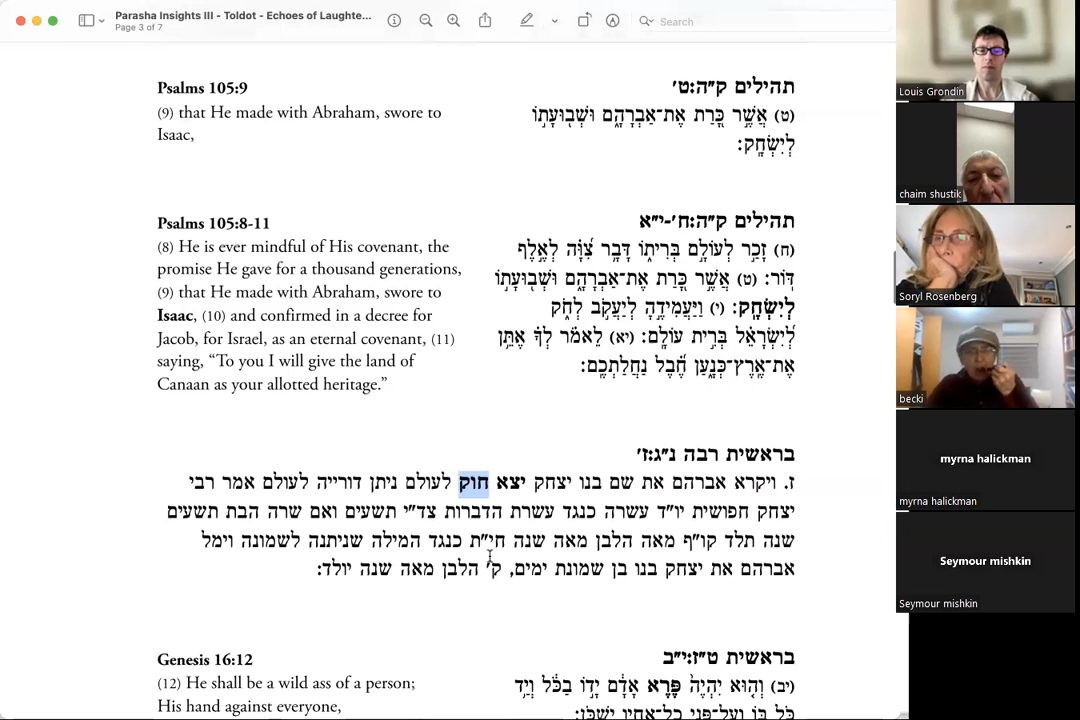 Parasha Insights III - Toldot - Echoes of Laughte...
Page 3 of 7
Search
Psalms 105:9
(9) that He made with Abraham, swore to
Isaac,
תהילים ק״ה:ט׳
(ט) אֲשֶׁ֣ר כָּ֭רַת אֶת־אַבְרָהָ֑ם וּשְׁב֖וּעָת֣וֹ
לְיִשְׂחָֽק׃
Psalms 105:8-11
(8) He is ever mindful of His covenant, the
promise He gave for a thousand generations,
(9) that He made with Abraham, swore to
Isaac, (10) and confirmed in a decree for
Jacob, for Israel, as an eternal covenant, (11)
saying, “To you I will give the land of
Canaan as your allotted heritage.”
תהילים ק״ה:ח׳-י״א
(ח) זָכַ֣ר לְעוֹלָ֣ם בְּרִית֑וֹ דָּבָ֥ר צִ֝וָּ֗ה לְאֶ֣לֶף
דּֽוֹר׃ (ט) אֲשֶׁ֣ר כָּ֭רַת אֶת־אַבְרָהָ֑ם וּשְׁב֖וּעָת֣וֹ
לְיִשְׂחָֽק׃ (י) וַיַּעֲמִידֶ֣הָ לְיַעֲקֹ֣ב לְחֹ֑ק
לְ֝יִשְׂרָאֵ֗ל בְּרִ֣ית עוֹלָֽם׃ (יא) לֵאמֹ֗ר לְךָ֗ אֶתֵּ֥ן
אֶת־אֶֽרֶץ־כְּנָ֑עַן חֶ֝֗בֶל נַחֲלַתְכֶֽם׃
בראשית רבה נ״ג:ז׳
ז. ויקרא אברהם את שם בנו יצחק יצא חוק לעולם ניתן דורייה לעולם אמר רבי
יצחק חפושית יו״ד עשרה כנגד עשרת הדברות צד״י תשעים ואם שרה הבת תשעים
שנה תלד קו״ף מאה הלבן מאה שנה חי״ת כנגד המילה שניתנה לשמונה וימל
אברהם את יצחק בנו בן שמונת ימים, ק׳ הלבן מאה שנה יולד:
Genesis 16:12
(12) He shall be a wild ass of a person;
His hand against everyone,
בראשית ט״ז:י״ב
(יב) וְה֤וּא יִהְיֶה֙ פֶּ֣רֶא אָדָ֔ם יָד֣וֹ בַכֹּ֔ל וְיַ֥ד
כֹּ֖ל בּ֑וֹ וְעַל־פְּנֵ֥י כׇל־אֶחָ֖יו יִשְׁכֹּֽן׃
Louis Grondin
chaim shustik
Soryl Rosenberg
becki
myrna halickman
myrna halickman
Seymour mishkin
Seymour mishkin